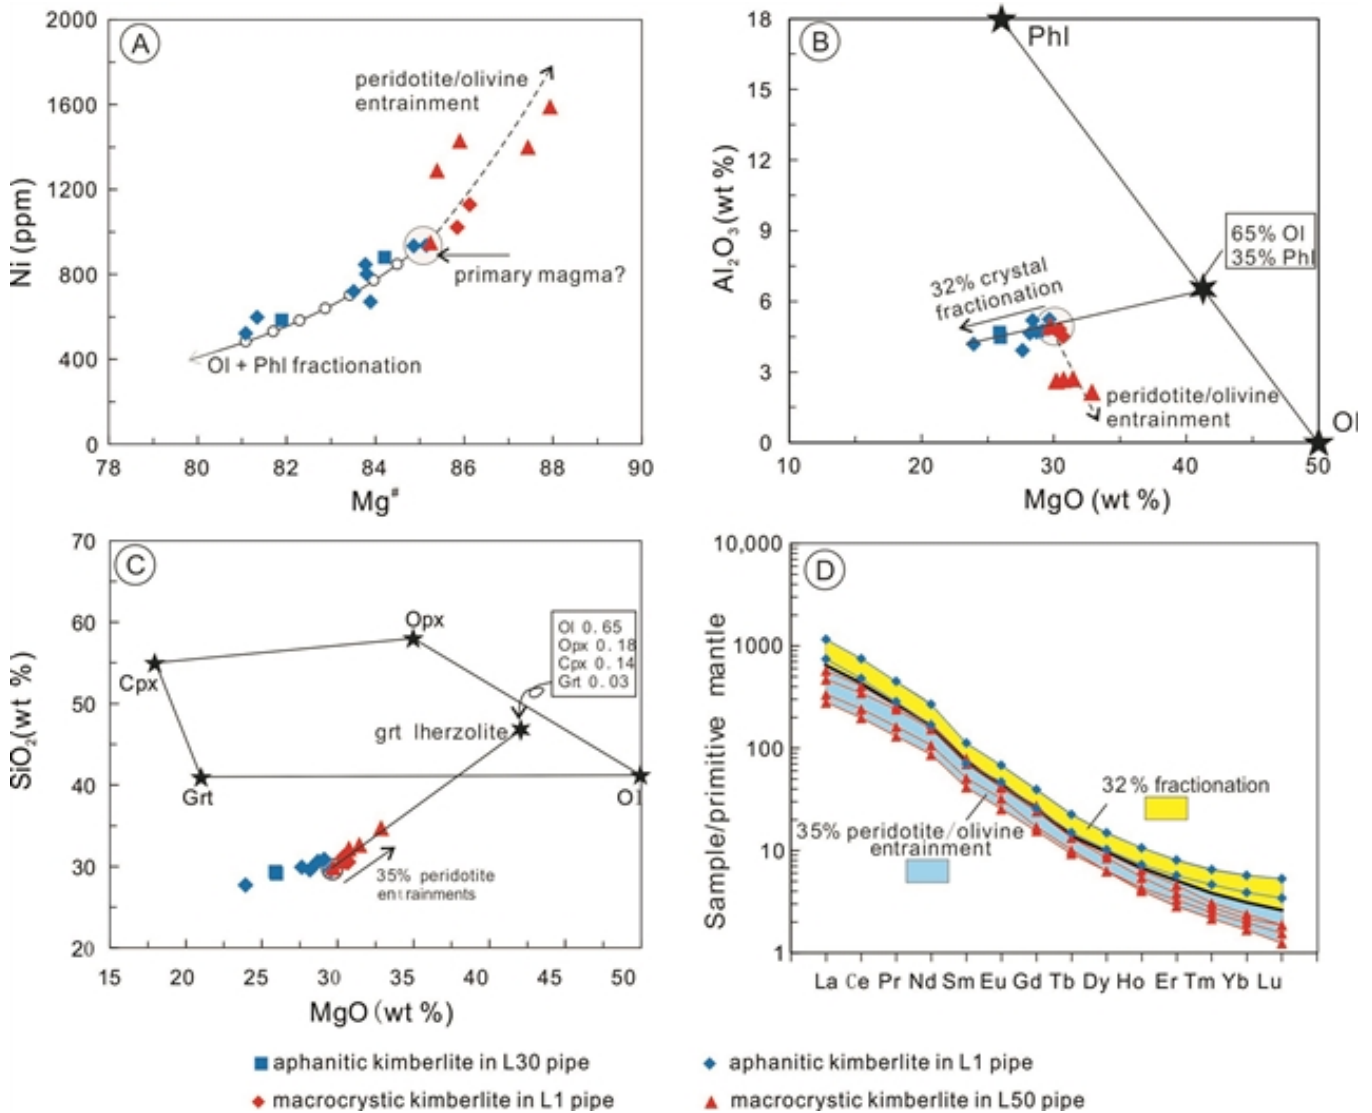 A
Ni (ppm)
2000
1600
1200
800
400
0
peridotite/olivine
entrainment
primary magma?
Ol + Phl fractionation
78 80 82 84 86 88 90
Mg#
B
Al2O3(wt %)
18
15
12
9
6
3
0
Phl
65% Ol
35% Phl
32% crystal
fractionation
peridotite/olivine
entrainment
Ol
10 20 30 40 50
MgO (wt %)
C
SiO2(wt %)
70
60
50
40
30
20
Opx
Cpx
Ol 0.65
Opx 0.18
Cpx 0.14
Grt 0.03
grt lherzolite
Grt
Ol
35% peridotite
entrainments
15 20 25 30 35 40 45 50
MgO (wt %)
D
Sample/primitive mantle
10,000
1000
100
10
1
32% fractionation
35% peridotite/olivine
entrainment
La Ce Pr Nd Sm Eu Gd Tb Dy Ho Er Tm Yb Lu
aphanitic kimberlite in L30 pipe
aphanitic kimberlite in L1 pipe
macrocrystic kimberlite in L1 pipe
macrocrystic kimberlite in L50 pipe